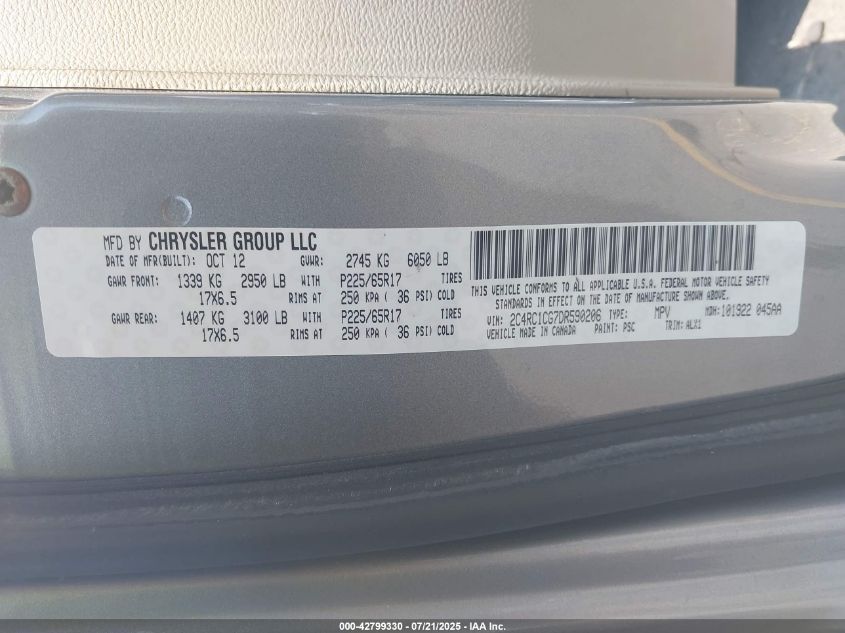 MFD BY CHRYSLER GROUP LLC
DATE OF MFR(BUILT): OCT 12 GVWR: 2745 KG 6050 LB
GAWR FRONT: 1339 KG 2950 LB WITH P225/65R17 TIRES
17X6.5 RIMS AT 250 KPA ( 36 PSI) COLD
GAWR REAR: 1407 KG 3100 LB WITH P225/65R17 TIRES
17X6.5 RIMS AT 250 KPA ( 36 PSI) COLD
THIS VEHICLE CONFORMS TO ALL APPLICABLE U.S.A. FEDERAL MOTOR VEHICLE SAFETY
STANDARDS IN EFFECT ON THE DATE OF MANUFACTURE SHOWN ABOVE.
VIN: 2C4RC1CG7DR590206 TYPE: MPV MDH: 101922 045AA
VEHICLE MADE IN CANADA PAINT: PSC TRIM: ALX1
000-42799330 - 07/21/2025 - IAA Inc.